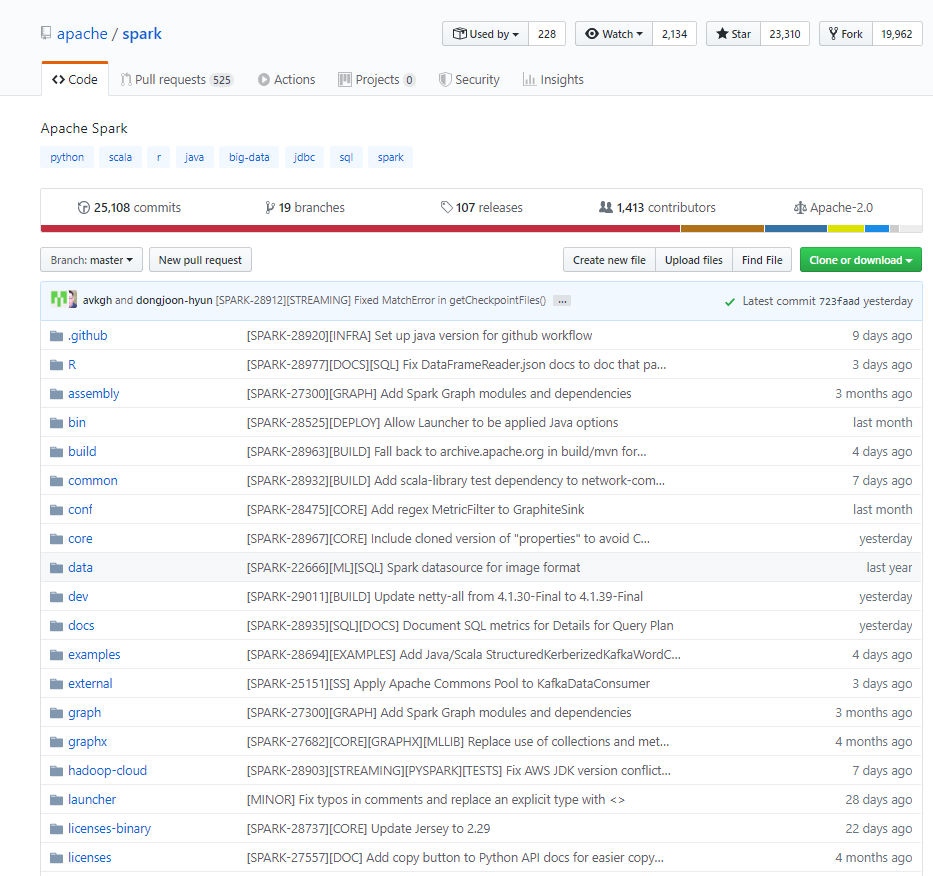 apache / spark Used by 228 Watch 2,134 Star 23,310 Fork 19,962
Code Pull requests 525 Actions Projects 0 Security Insights
Apache Spark
python scala r java big-data jdbc sql spark
25,108 commits 19 branches 107 releases 1,413 contributors Apache-2.0
Branch: master New pull request Create new file Upload files Find File Clone or download
avkgh and dongjoon-hyun [SPARK-28912][STREAMING] Fixed MatchError in getCheckpointFiles() ... Latest commit 723faad yesterday
.github [SPARK-28920][INFRA] Set up java version for github workflow 9 days ago
R [SPARK-28977][DOCS][SQL] Fix DataFrameReader.json docs to doc that pa... 3 days ago
assembly [SPARK-27300][GRAPH] Add Spark Graph modules and dependencies 3 months ago
bin [SPARK-28525][DEPLOY] Allow Launcher to be applied Java options last month
build [SPARK-28963][BUILD] Fall back to archive.apache.org in build/mvn for... 4 days ago
common [SPARK-28932][BUILD] Add scala-library test dependency to network-com... 7 days ago
conf [SPARK-28475][CORE] Add regex MetricFilter to GraphiteSink last month
core [SPARK-28967][CORE] Include cloned version of "properties" to avoid C... yesterday
data [SPARK-22666][ML][SQL] Spark datasource for image format last year
dev [SPARK-29011][BUILD] Update netty-all from 4.1.30-Final to 4.1.39-Final yesterday
docs [SPARK-28935][SQL][DOCS] Document SQL metrics for Details for Query Plan yesterday
examples [SPARK-28694][EXAMPLES] Add Java/Scala StructuredKerberizedKafkaWordC... 4 days ago
external [SPARK-25151][SS] Apply Apache Commons Pool to KafkaDataConsumer 3 days ago
graph [SPARK-27300][GRAPH] Add Spark Graph modules and dependencies 3 months ago
graphx [SPARK-27682][CORE][GRAPHX][MLLIB] Replace use of collections and met... 4 months ago
hadoop-cloud [SPARK-28903][STREAMING][PYSPARK][TESTS] Fix AWS JDK version conflict... 7 days ago
launcher [MINOR] Fix typos in comments and replace an explicit type with <> 28 days ago
licenses-binary [SPARK-28737][CORE] Update Jersey to 2.29 22 days ago
licenses [SPARK-27557][DOC] Add copy button to Python API docs for easier copy... 4 months ago